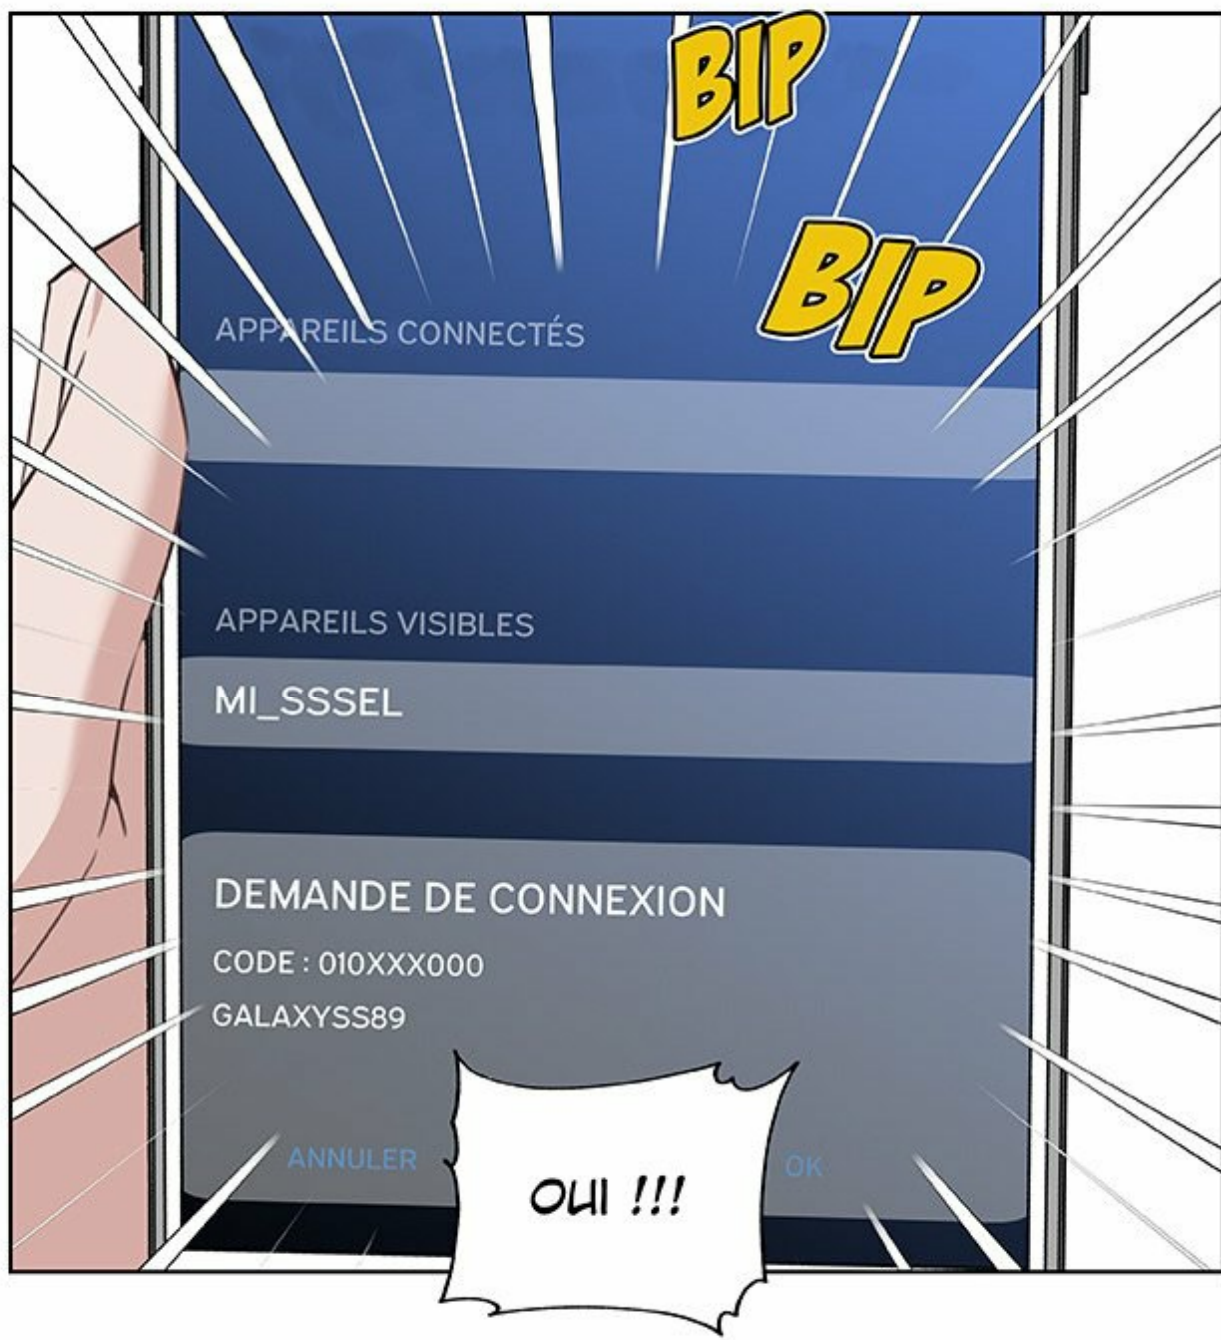 BIP
BIP
APPAREILS CONNECTÉS
APPAREILS VISIBLES
MI_SSSEL
DEMANDE DE CONNEXION
CODE : 010XXX000
GALAXYSS89
ANNULER
OK
OUI !!!